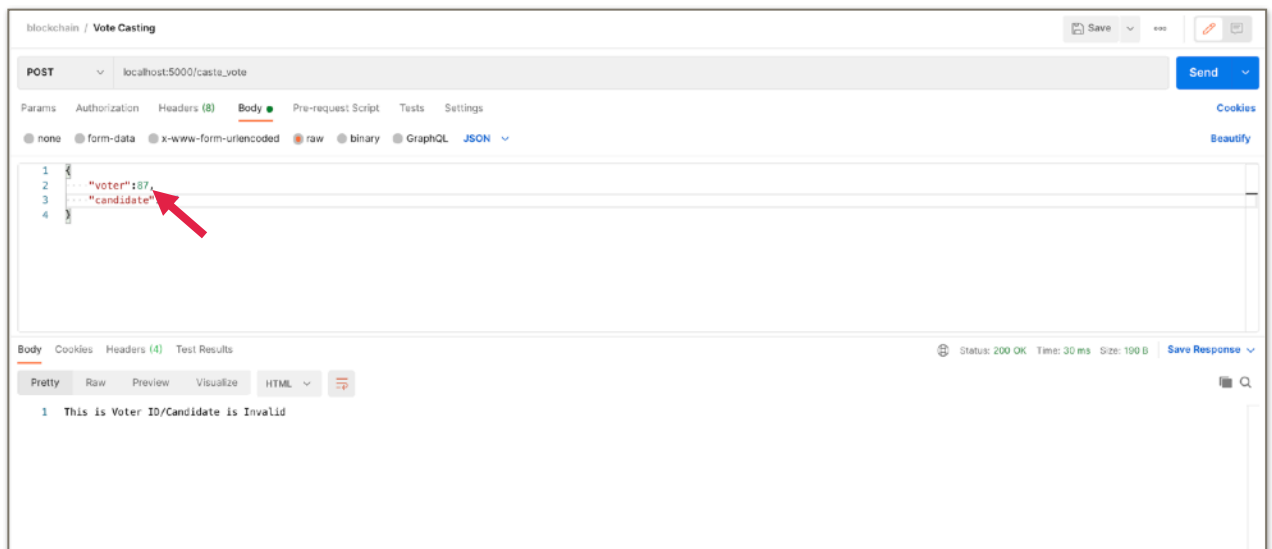 blockchain / Vote Casting
Save
POST
localhost:5000/caste_vote
Send
Params Authorization Headers (8) Body Pre-request Script Tests Settings Cookies
none form-data x-www-form-urlencoded raw binary GraphQL JSON Beautify
1 {
2 "voter":87,
3 "candidate"
4 }
Body Cookies Headers (4) Test Results Status: 200 OK Time: 30 ms Size: 190 B Save Response
Pretty Raw Preview Visualize HTML
1 This is Voter ID/Candidate is Invalid